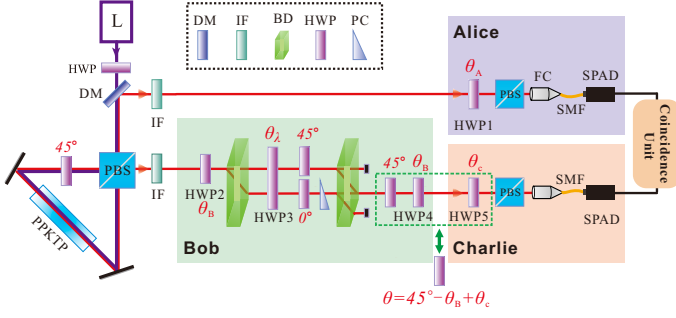 L
DM
IF
BD
HWP
PC
Alice
HWP
DM
IF
θA
HWP1
PBS
FC
SMF
SPAD
Coincidence
Unit
45°
PBS
IF
PPKTP
HWP2
θB
θλ
HWP3
45°
0°
45°
θB
HWP4
θc
HWP5
PBS
SMF
SPAD
Bob
Charlie
θ=45°−θB+θc